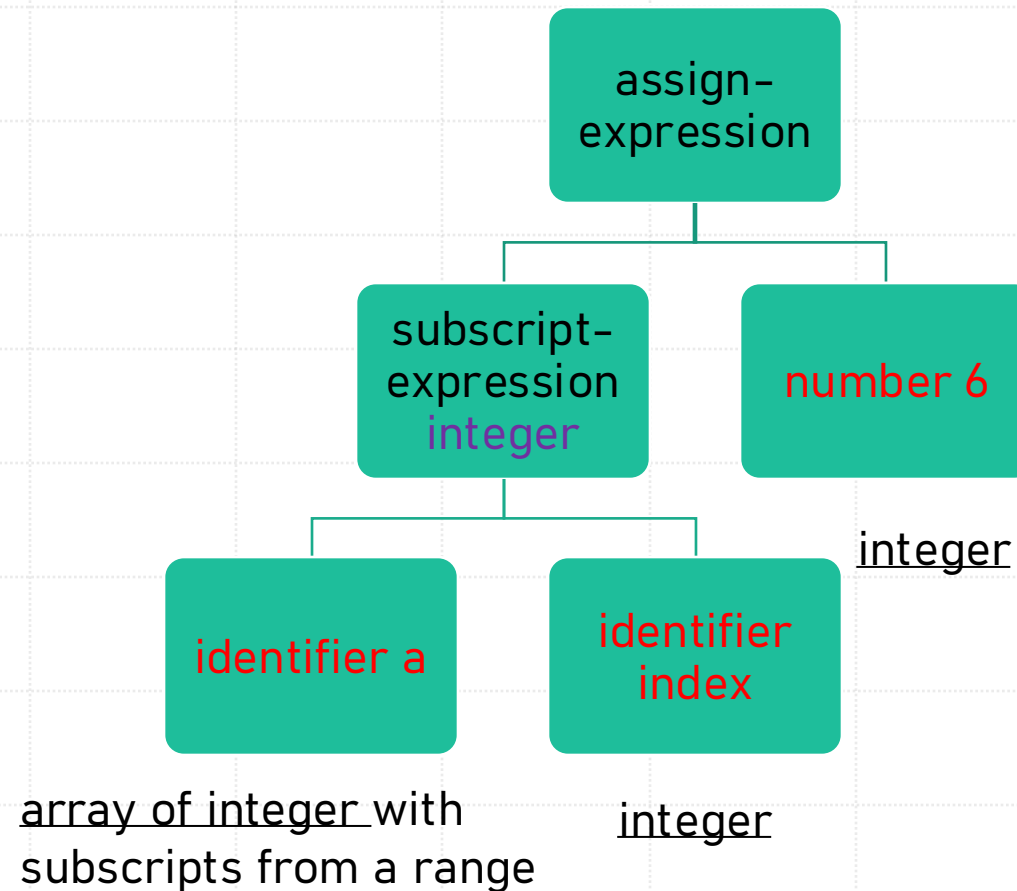 assign-
expression
subscript-
expression
integer
number 6
integer
identifier a
identifier
index
array of integer with
subscripts from a range
integer